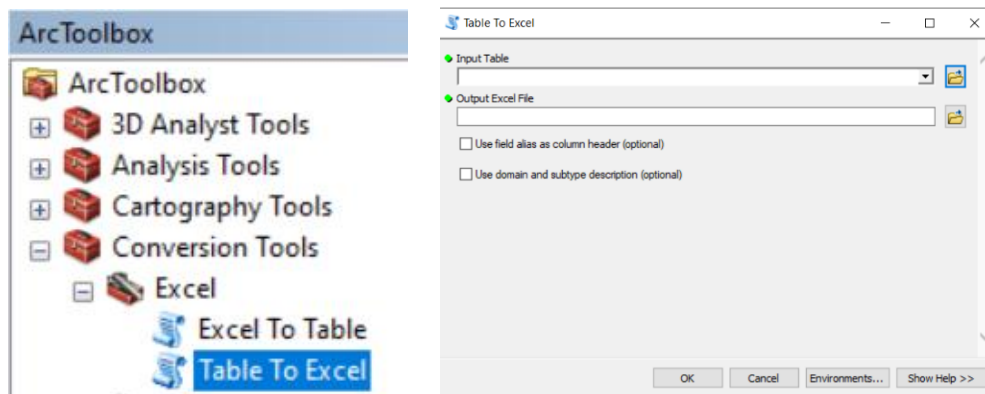 ArcToolbox
ArcToolbox
3D Analyst Tools
Analysis Tools
Cartography Tools
Conversion Tools
Excel
Excel To Table
Table To Excel
Table To Excel
Input Table
Output Excel File
Use field alias as column header (optional)
Use domain and subtype description (optional)
OK Cancel Environments... Show Help >>